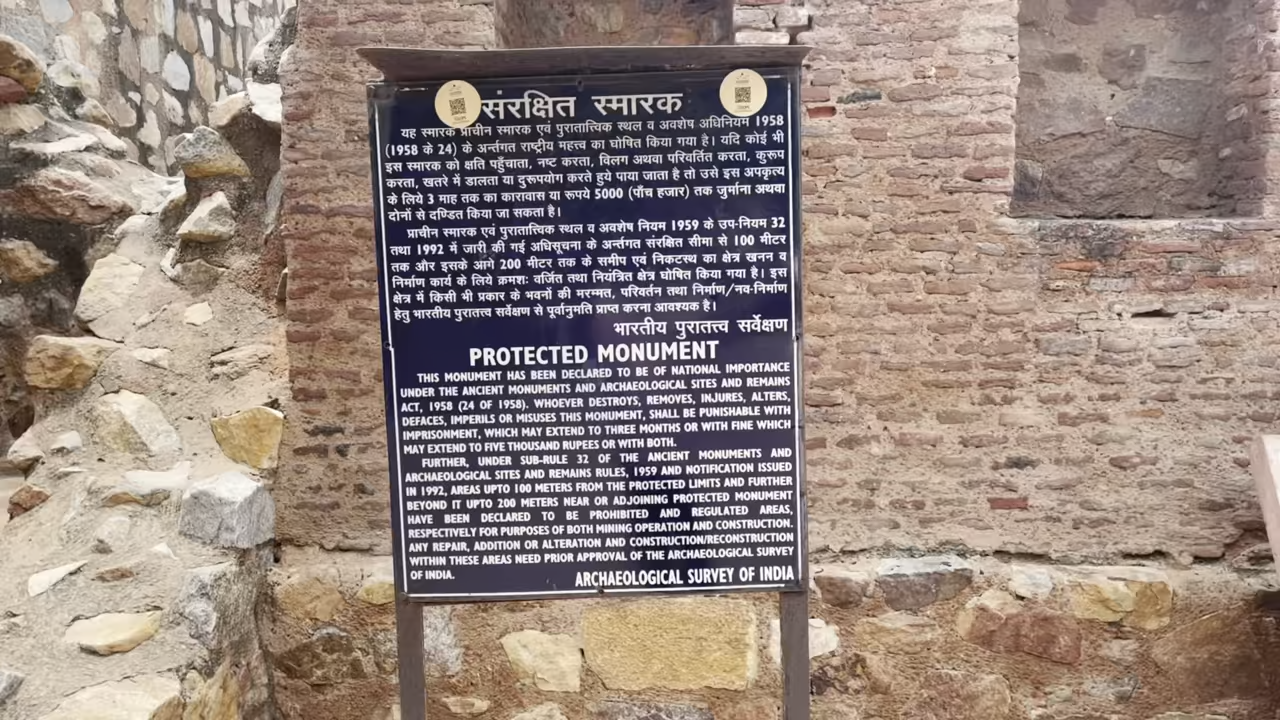 संरक्षित स्मारक
यह स्मारक प्राचीन स्मारक एवं पुरातात्विक स्थल व अवशेष अधिनियम 1958
(1958 के 24) के अर्न्तगत राष्ट्रीय महत्त्व का घोषित किया गया है। यदि कोई भी
इस स्मारक को क्षति पहुँचाता, नष्ट करता, विलग अथवा परिवर्तित करता, कुरूप
करता, खतरे में डालता या दुरूपयोग करते हुये पाया जाता है तो उसे इस अपकृत्य
के लिये 3 माह तक का कारावास या रूपये 5000 (पाँच हजार) तक जुर्माना अथवा
दोनों से दण्डित किया जा सकता है।
प्राचीन स्मारक एवं पुरातात्विक स्थल व अवशेष नियम 1959 के उप-नियम 32
तथा 1992 में जारी की गई अधिसूचना के अर्न्तगत संरक्षित सीमा से 100 मीटर
तक और इसके आगे 200 मीटर तक के समीप एवं निकटस्थ का क्षेत्र खनन व
निर्माण कार्य के लिये क्रमशः वर्जित तथा नियंत्रित क्षेत्र घोषित किया गया है। इस
क्षेत्र में किसी भी प्रकार के भवनों की मरम्मत, परिवर्तन तथा निर्माण/नव-निर्माण
हेतु भारतीय पुरातत्त्व सर्वेक्षण से पूर्वानुमति प्राप्त करना आवश्यक है।
भारतीय पुरातत्त्व सर्वेक्षण
PROTECTED MONUMENT
THIS MONUMENT HAS BEEN DECLARED TO BE OF NATIONAL IMPORTANCE
UNDER THE ANCIENT MONUMENTS AND ARCHAEOLOGICAL SITES AND REMAINS
ACT, 1958 (24 OF 1958). WHOEVER DESTROYS, REMOVES, INJURES, ALTERS,
DEFACES, IMPERILS OR MISUSES THIS MONUMENT, SHALL BE PUNISHABLE WITH
IMPRISONMENT, WHICH MAY EXTEND TO THREE MONTHS OR WITH FINE WHICH
MAY EXTEND TO FIVE THOUSAND RUPEES OR WITH BOTH.
FURTHER, UNDER SUB-RULE 32 OF THE ANCIENT MONUMENTS AND
ARCHAEOLOGICAL SITES AND REMAINS RULES, 1959 AND NOTIFICATION ISSUED
IN 1992, AREAS UPTO 100 METERS FROM THE PROTECTED LIMITS AND FURTHER
BEYOND IT UPTO 200 METERS NEAR OR ADJOINING PROTECTED MONUMENT
HAVE BEEN DECLARED TO BE PROHIBITED AND REGULATED AREAS,
RESPECTIVELY FOR PURPOSES OF BOTH MINING OPERATION AND CONSTRUCTION.
ANY REPAIR, ADDITION OR ALTERATION AND CONSTRUCTION/RECONSTRUCTION
WITHIN THESE AREAS NEED PRIOR APPROVAL OF THE ARCHAEOLOGICAL SURVEY
OF INDIA.
ARCHAEOLOGICAL SURVEY OF INDIA